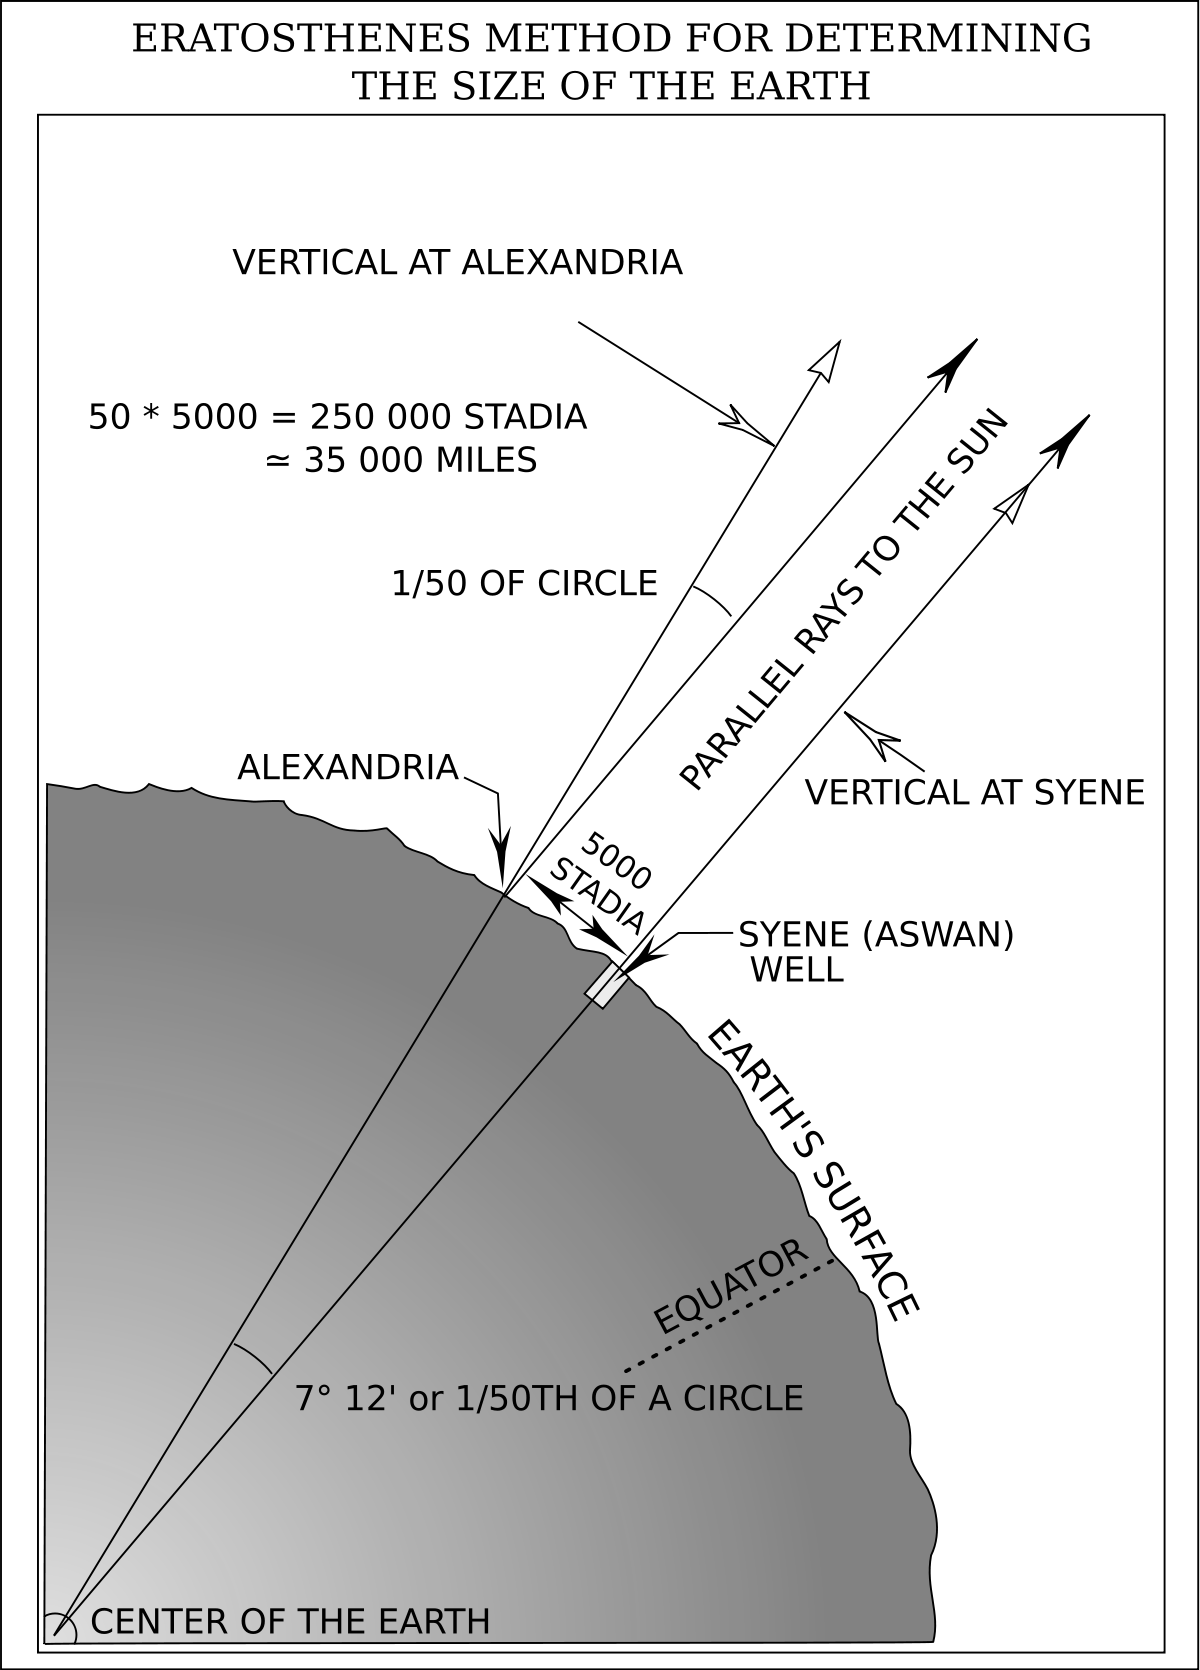 ERATOSTHENES METHOD FOR DETERMINING
THE SIZE OF THE EARTH
VERTICAL AT ALEXANDRIA
50 * 5000 = 250 000 STADIA
≃ 35 000 MILES
1/50 OF CIRCLE
PARALLEL RAYS TO THE SUN
ALEXANDRIA
VERTICAL AT SYENE
5000
STADIA
SYENE (ASWAN)
WELL
EARTH'S SURFACE
EQUATOR
7° 12' or 1/50TH OF A CIRCLE
CENTER OF THE EARTH